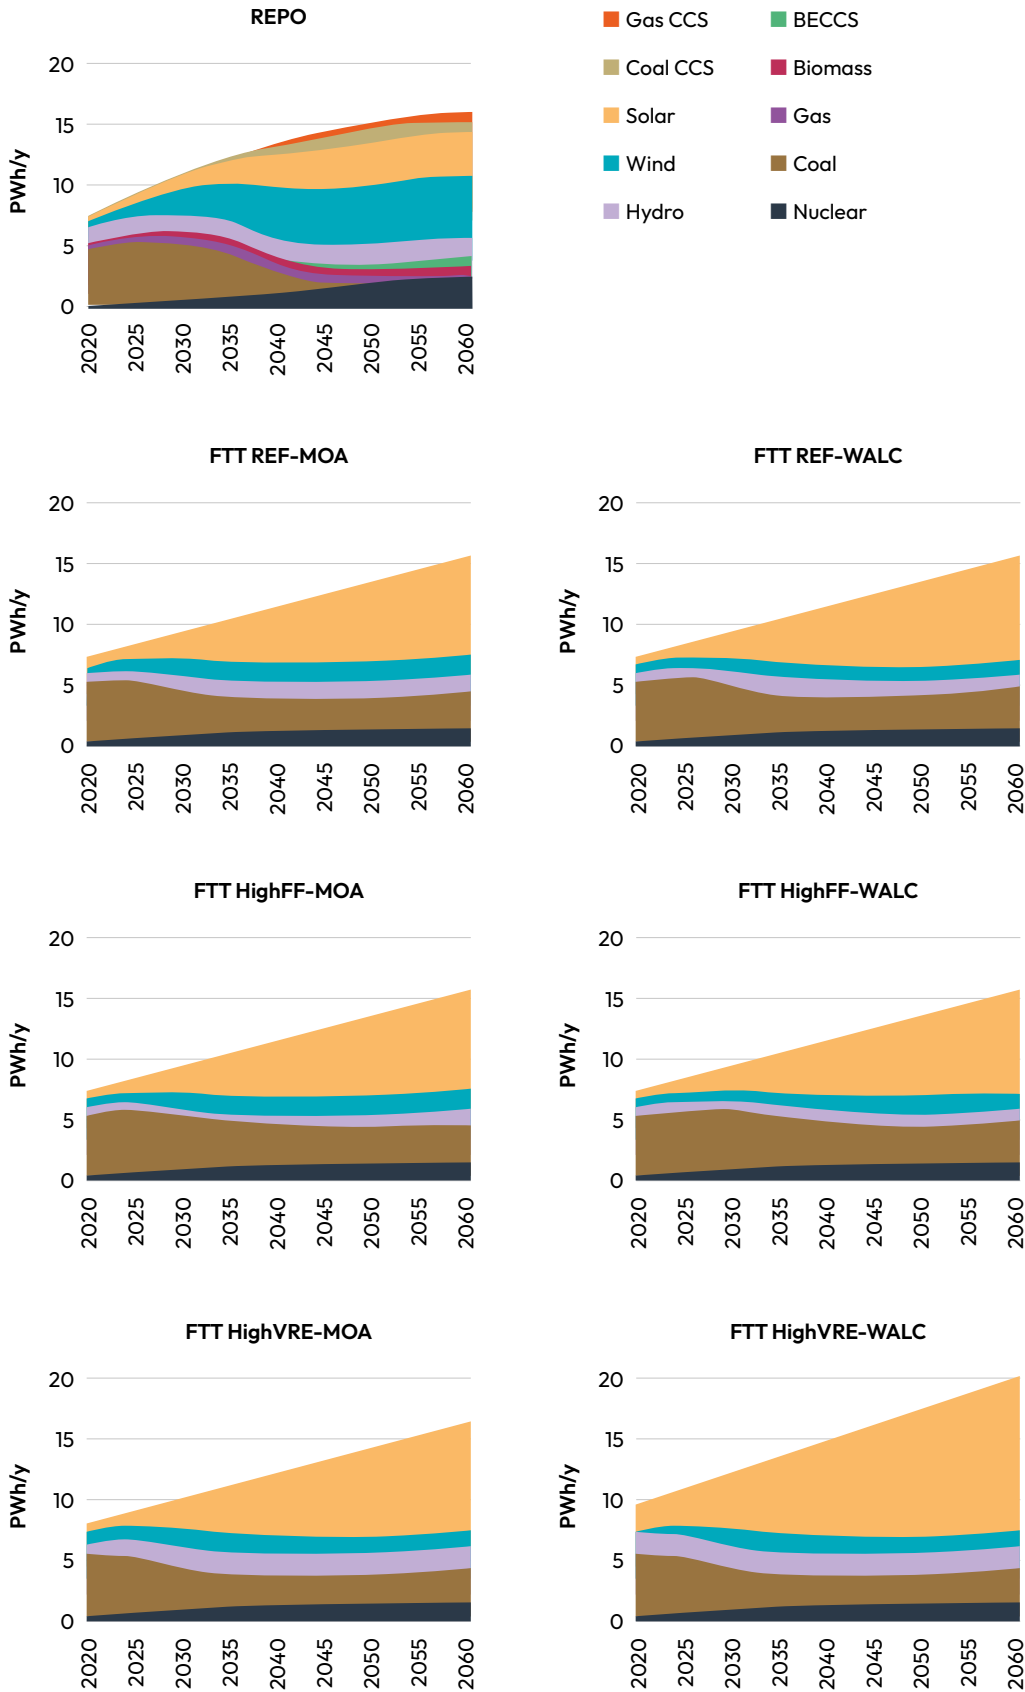 REPO
Gas CCS
BECCS
Coal CCS
Biomass
Solar
Gas
Wind
Coal
Hydro
Nuclear
PWh/y
20
15
10
5
0
2020 2025 2030 2035 2040 2045 2050 2055 2060
FTT REF-MOA
PWh/y
20
15
10
5
0
2020 2025 2030 2035 2040 2045 2050 2055 2060
FTT REF-WALC
PWh/y
20
15
10
5
0
2020 2025 2030 2035 2040 2045 2050 2055 2060
FTT HighFF-MOA
PWh/y
20
15
10
5
0
2020 2025 2030 2035 2040 2045 2050 2055 2060
FTT HighFF-WALC
PWh/y
20
15
10
5
0
2020 2025 2030 2035 2040 2045 2050 2055 2060
FTT HighVRE-MOA
PWh/y
20
15
10
5
0
2020 2025 2030 2035 2040 2045 2050 2055 2060
FTT HighVRE-WALC
PWh/y
20
15
10
5
0
2020 2025 2030 2035 2040 2045 2050 2055 2060